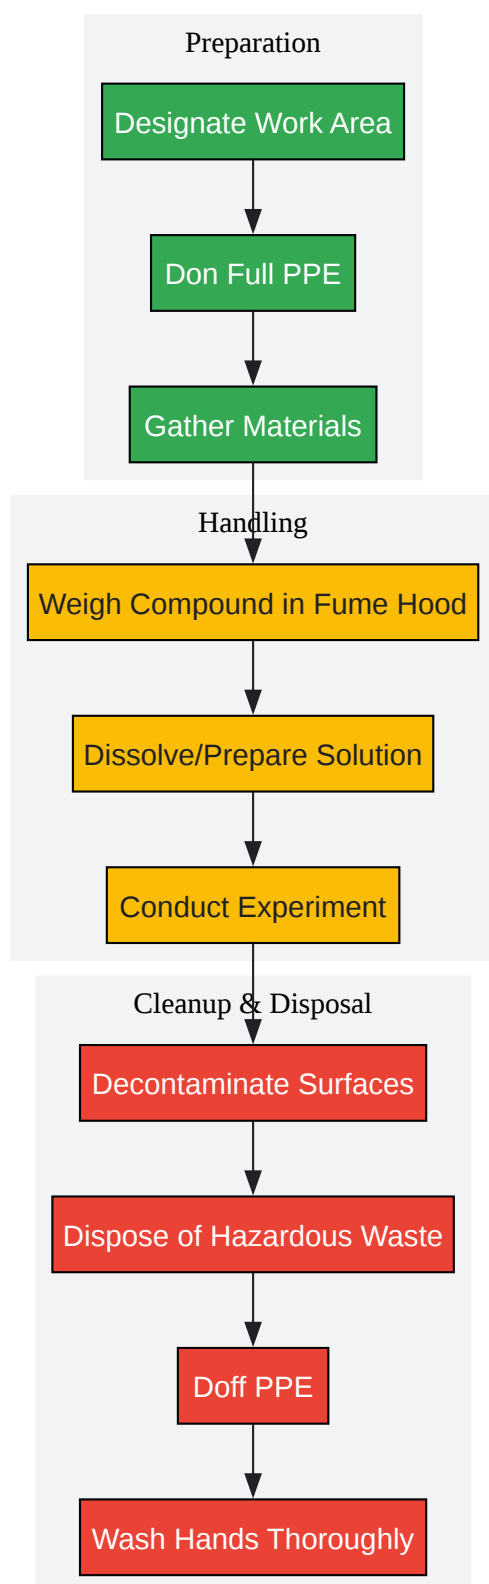 Preparation
Designate Work Area
Don Full PPE
Gather Materials
Handling
Weigh Compound in Fume Hood
Dissolve/Prepare Solution
Conduct Experiment
Cleanup & Disposal
Decontaminate Surfaces
Dispose of Hazardous Waste
Doff PPE
Wash Hands Thoroughly